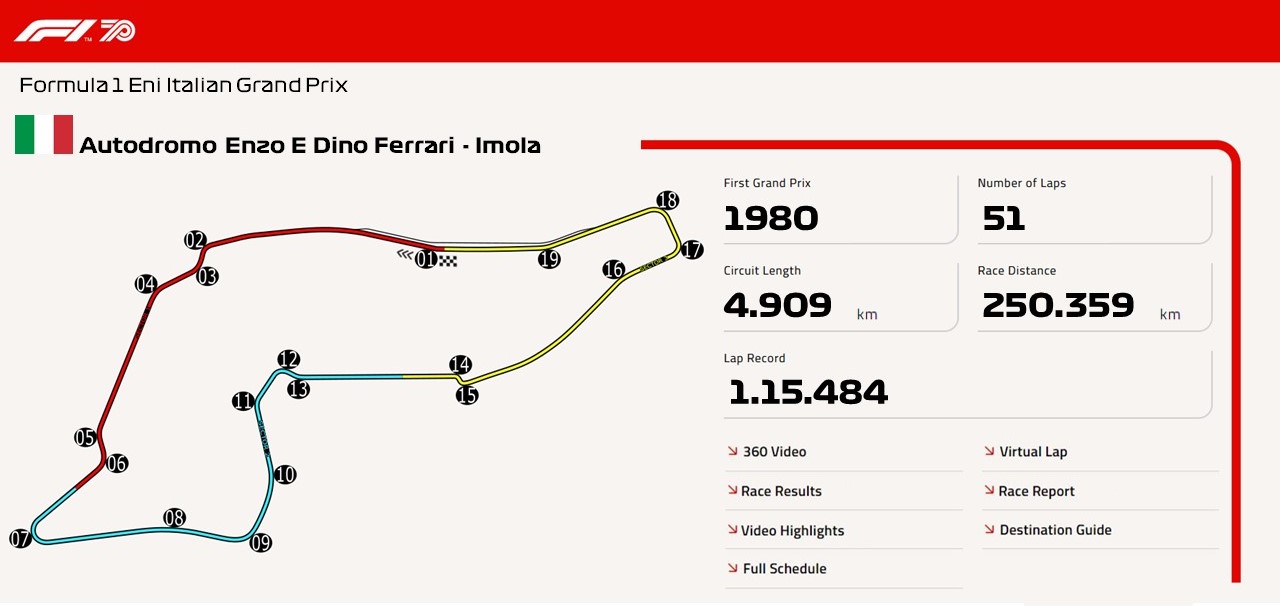 F1™ 70
Formula 1 Eni Italian Grand Prix
Autodromo Enzo E Dino Ferrari - Imola
First Grand Prix
1980
Number of Laps
51
Circuit Length
4.909 km
Race Distance
250.359 km
Lap Record
1.15.484
360 Video
Virtual Lap
Race Results
Race Report
Video Highlights
Destination Guide
Full Schedule
18
02
01
19
17
03
16
04
12
14
13
15
11
05
06
10
08
07
09